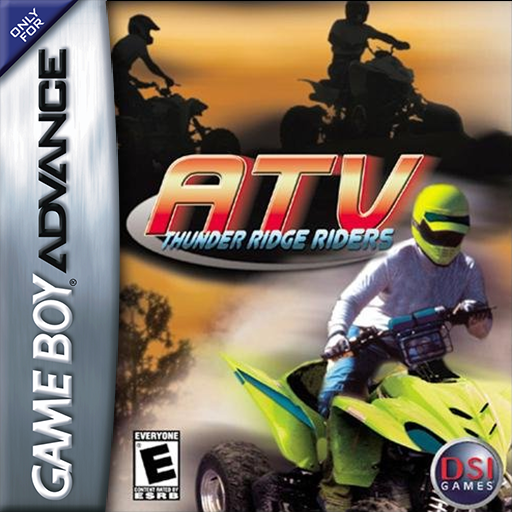 ONLY
FOR
GAME BOY ADVANCE
ATV
THUNDER RIDGE RIDERS
EVERYONE
E
CONTENT RATED BY
ESRB
DSI
GAMES